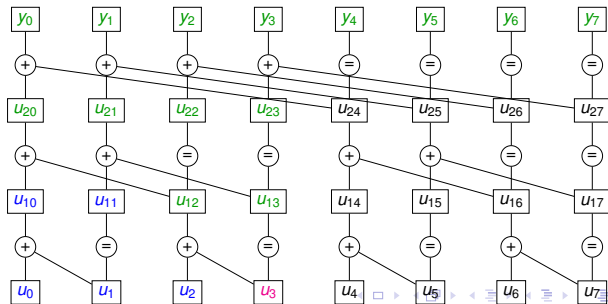 y0 y1 y2 y3 y4 y5 y6 y7
+ + + + = = = =
u20 u21 u22 u23 u24 u25 u26 u27
+ + = = + + = =
u10 u11 u12 u13 u14 u15 u16 u17
+ = + = + = + =
u0 u1 u2 u3 u4 u5 u6 u7